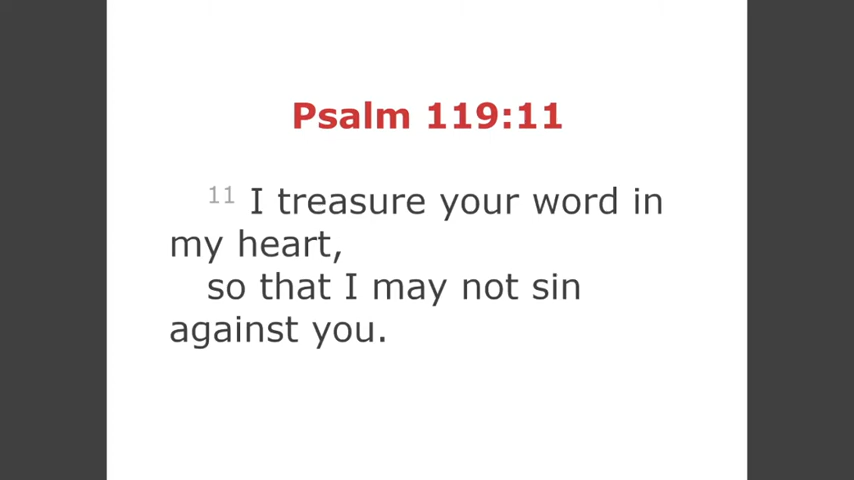 Psalm 119:11
11 I treasure your word in
my heart,
so that I may not sin
against you.